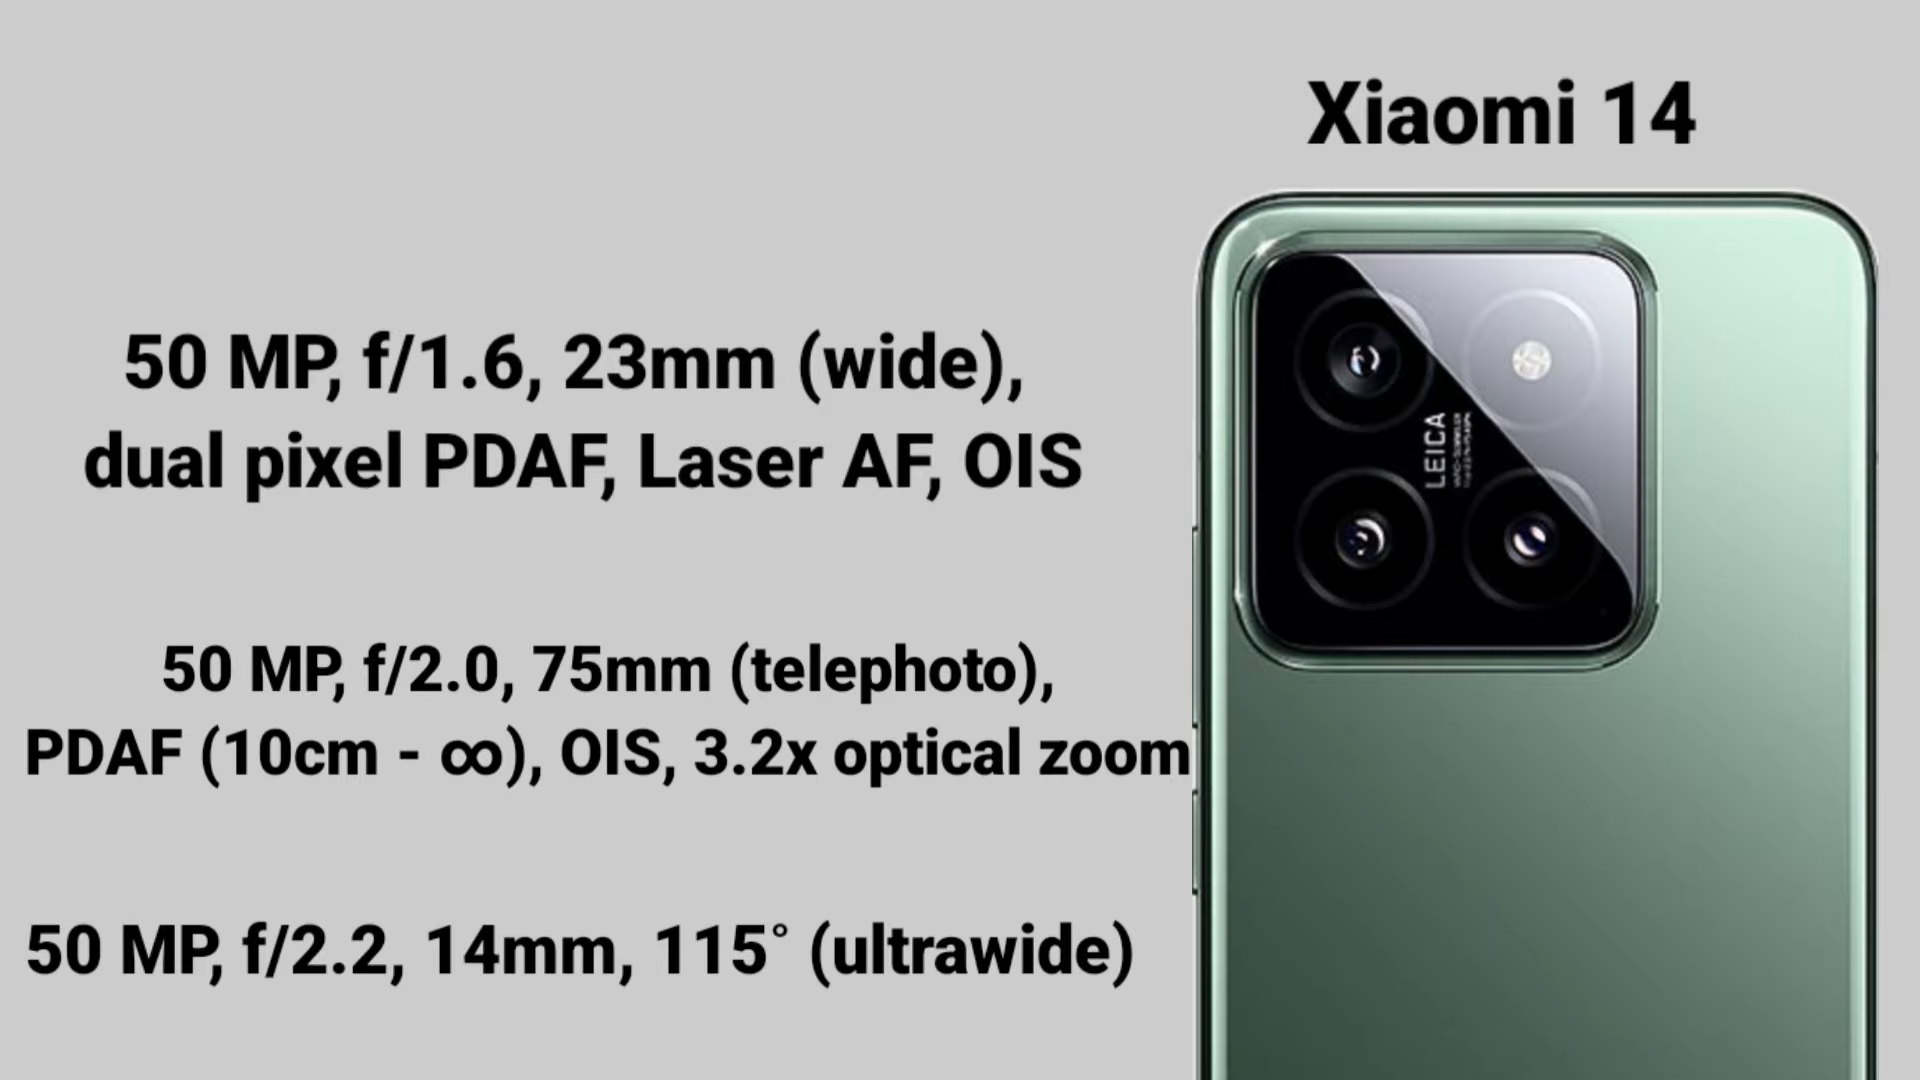 Xiaomi 14
50 MP, f/1.6, 23mm (wide),
dual pixel PDAF, Laser AF, OIS
50 MP, f/2.0, 75mm (telephoto),
PDAF (10cm - ∞), OIS, 3.2x optical zoom
50 MP, f/2.2, 14mm, 115˚ (ultrawide)
LEICA